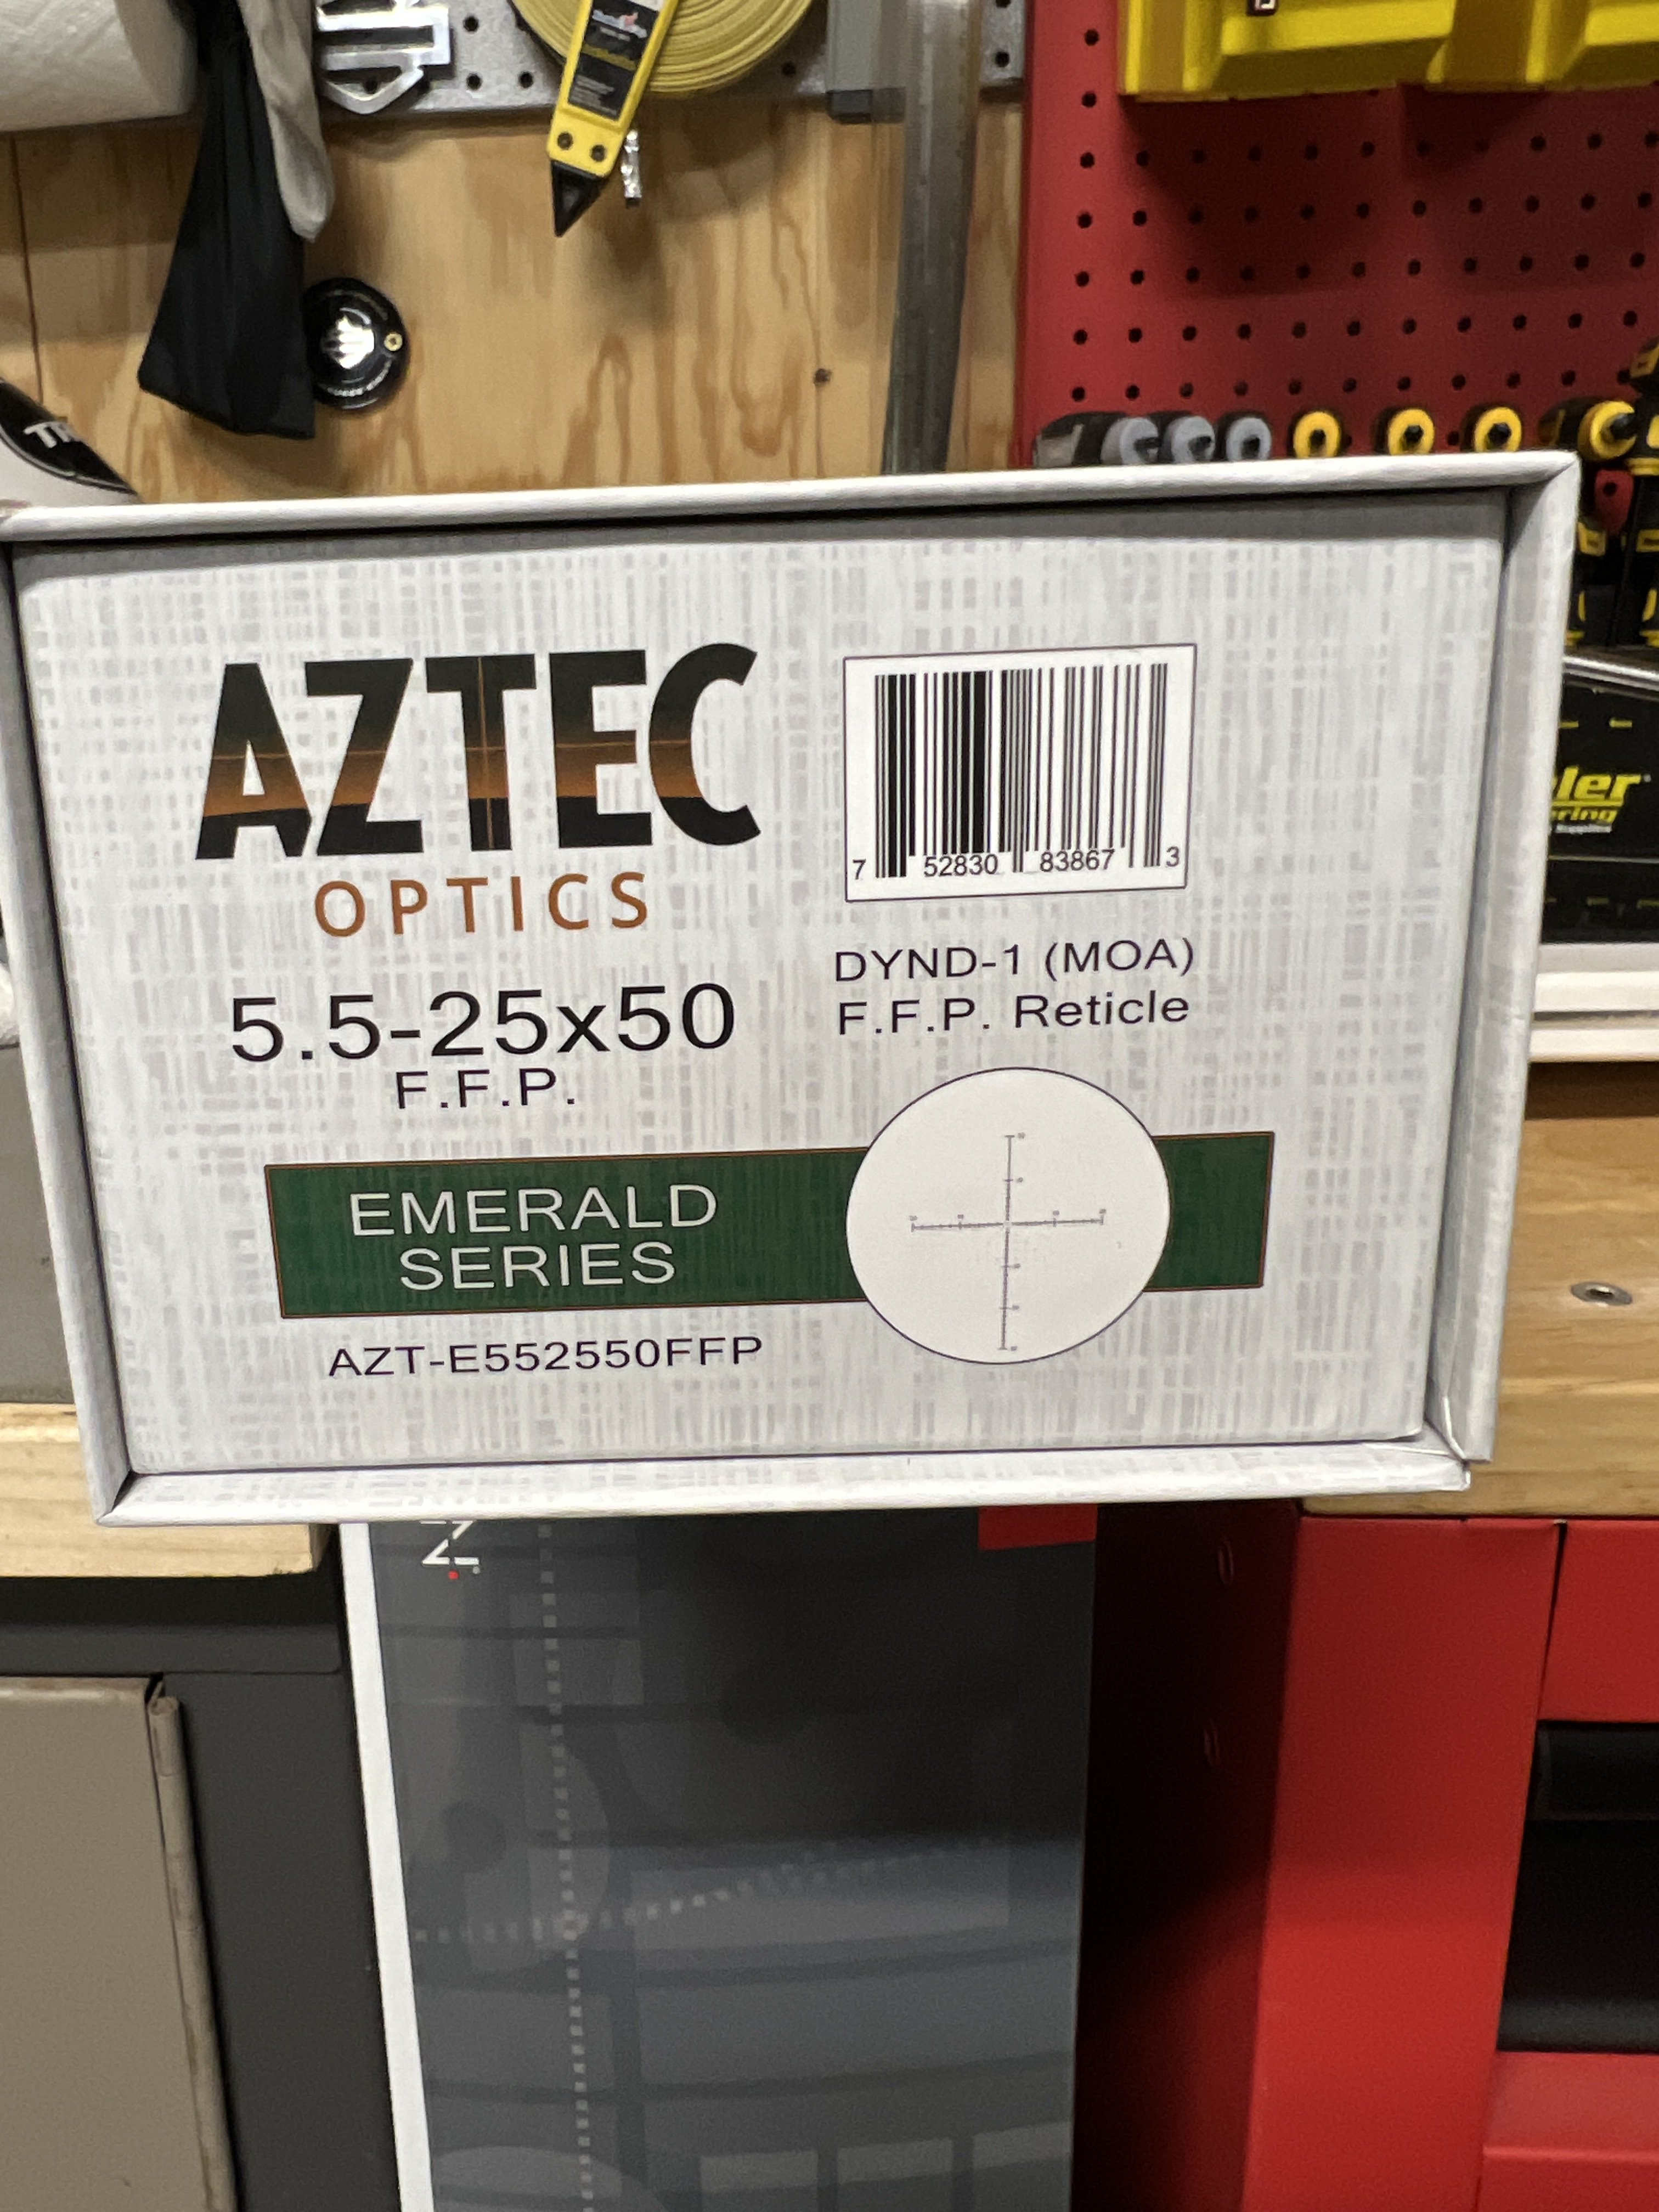 AZTEC
OPTICS
5.5-25x50
F.F.P.
7 52830 83867 3
DYND-1 (MOA)
F.F.P. Reticle
EMERALD
SERIES
AZT-E552550FFP